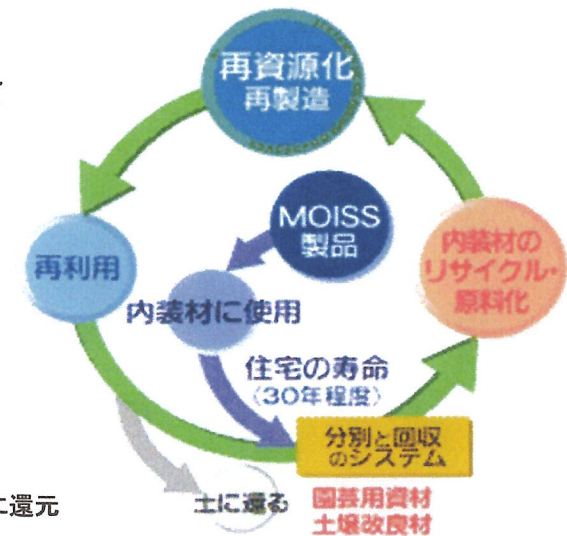 再資源化
再製造
MOISS
製品
再利用
内装材に使用
内装材の
リサイクル・
原料化
住宅の寿命
(30年程度)
分別と回収
のシステム
土に還る
園芸用資材
土壌改良材
に還元